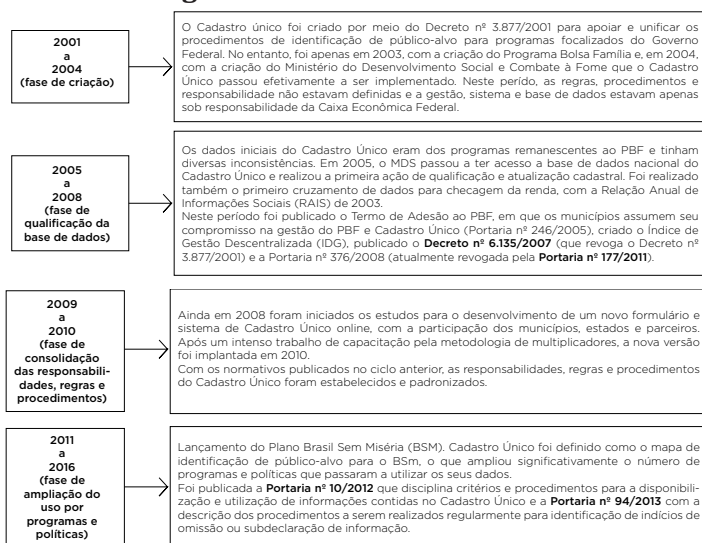 2001
a
2004
(fase de criação)
O Cadastro único foi criado por meio do Decreto nº 3.877/2001 para apoiar e unificar os
procedimentos de identificação de público-alvo para programas focalizados do Governo
Federal. No entanto, foi apenas em 2003, com a criação do Programa Bolsa Família e, em 2004,
com a criação do Ministério do Desenvolvimento Social e Combate à Fome que o Cadastro
Único passou efetivamente a ser implementado. Neste perído, as regras, procedimentos e
responsabilidade não estavam definidas e a gestão, sistema e base de dados estavam apenas
sob responsabilidade da Caixa Econômica Federal.
2005
a
2008
(fase de
qualificação da
base de dados)
Os dados iniciais do Cadastro Único eram dos programas remanescentes ao PBF e tinham
diversas inconsistências. Em 2005, o MDS passou a ter acesso a base de dados nacional do
Cadastro Único e realizou a primeira ação de qualificação e atualização cadastral. Foi realizado
também o primeiro cruzamento de dados para checagem da renda, com a Relação Anual de
Informações Sociais (RAIS) de 2003.
Neste período foi publicado o Termo de Adesão ao PBF, em que os municípios assumem seu
compromisso na gestão do PBF e Cadastro Único (Portaria nº 246/2005), criado o Índice de
Gestão Descentralizada (IDG), publicado o Decreto nº 6.135/2007 (que revoga o Decreto nº
3.877/2001) e a Portaria nº 376/2008 (atualmente revogada pela Portaria nº 177/2011).
2009
a
2010
(fase de
consolidação
das responsabili-
dades, regras e
procedimentos)
Ainda em 2008 foram iniciados os estudos para o desenvolvimento de um novo formulário e
sistema de Cadastro Único online, com a participação dos municípios, estados e parceiros.
Após um intenso trabalho de capacitação pela metodologia de multiplicadores, a nova versão
foi implantada em 2010.
Com os normativos publicados no ciclo anterior, as responsabilidades, regras e procedimentos
do Cadastro Único foram estabelecidos e padronizados.
2011
a
2016
(fase de
ampliação do
uso por
programas e
políticas)
Lançamento do Plano Brasil Sem Miséria (BSM). Cadastro Único foi definido como o mapa de
identificação de público-alvo para o BSm, o que ampliou significativamente o número de
programas e políticas que passaram a utilizar os seus dados.
Foi publicada a Portaria nº 10/2012 que disciplina critérios e procedimentos para a disponibili-
zação e utilização de informações contidas no Cadastro Único e a Portaria nº 94/2013 com a
descrição dos procedimentos a serem realizados regularmente para identificação de indícios de
omissão ou subdeclaração de informação.